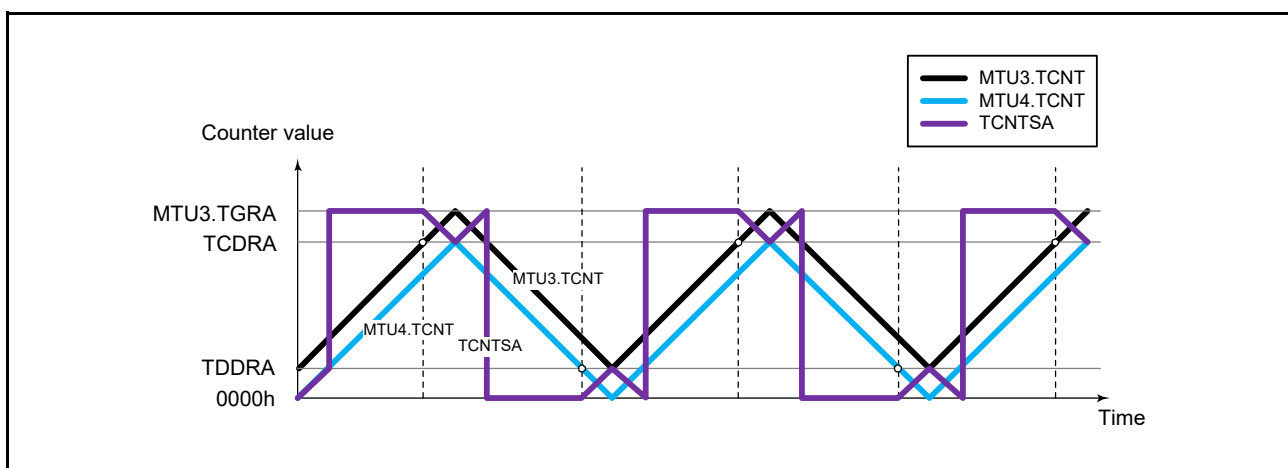 MTU3.TCNT
MTU4.TCNT
TCNTSA
Counter value
MTU3.TGRA
TCDRA
MTU3.TCNT
MTU4.TCNT
TCNTSA
TDDRA
0000h
Time